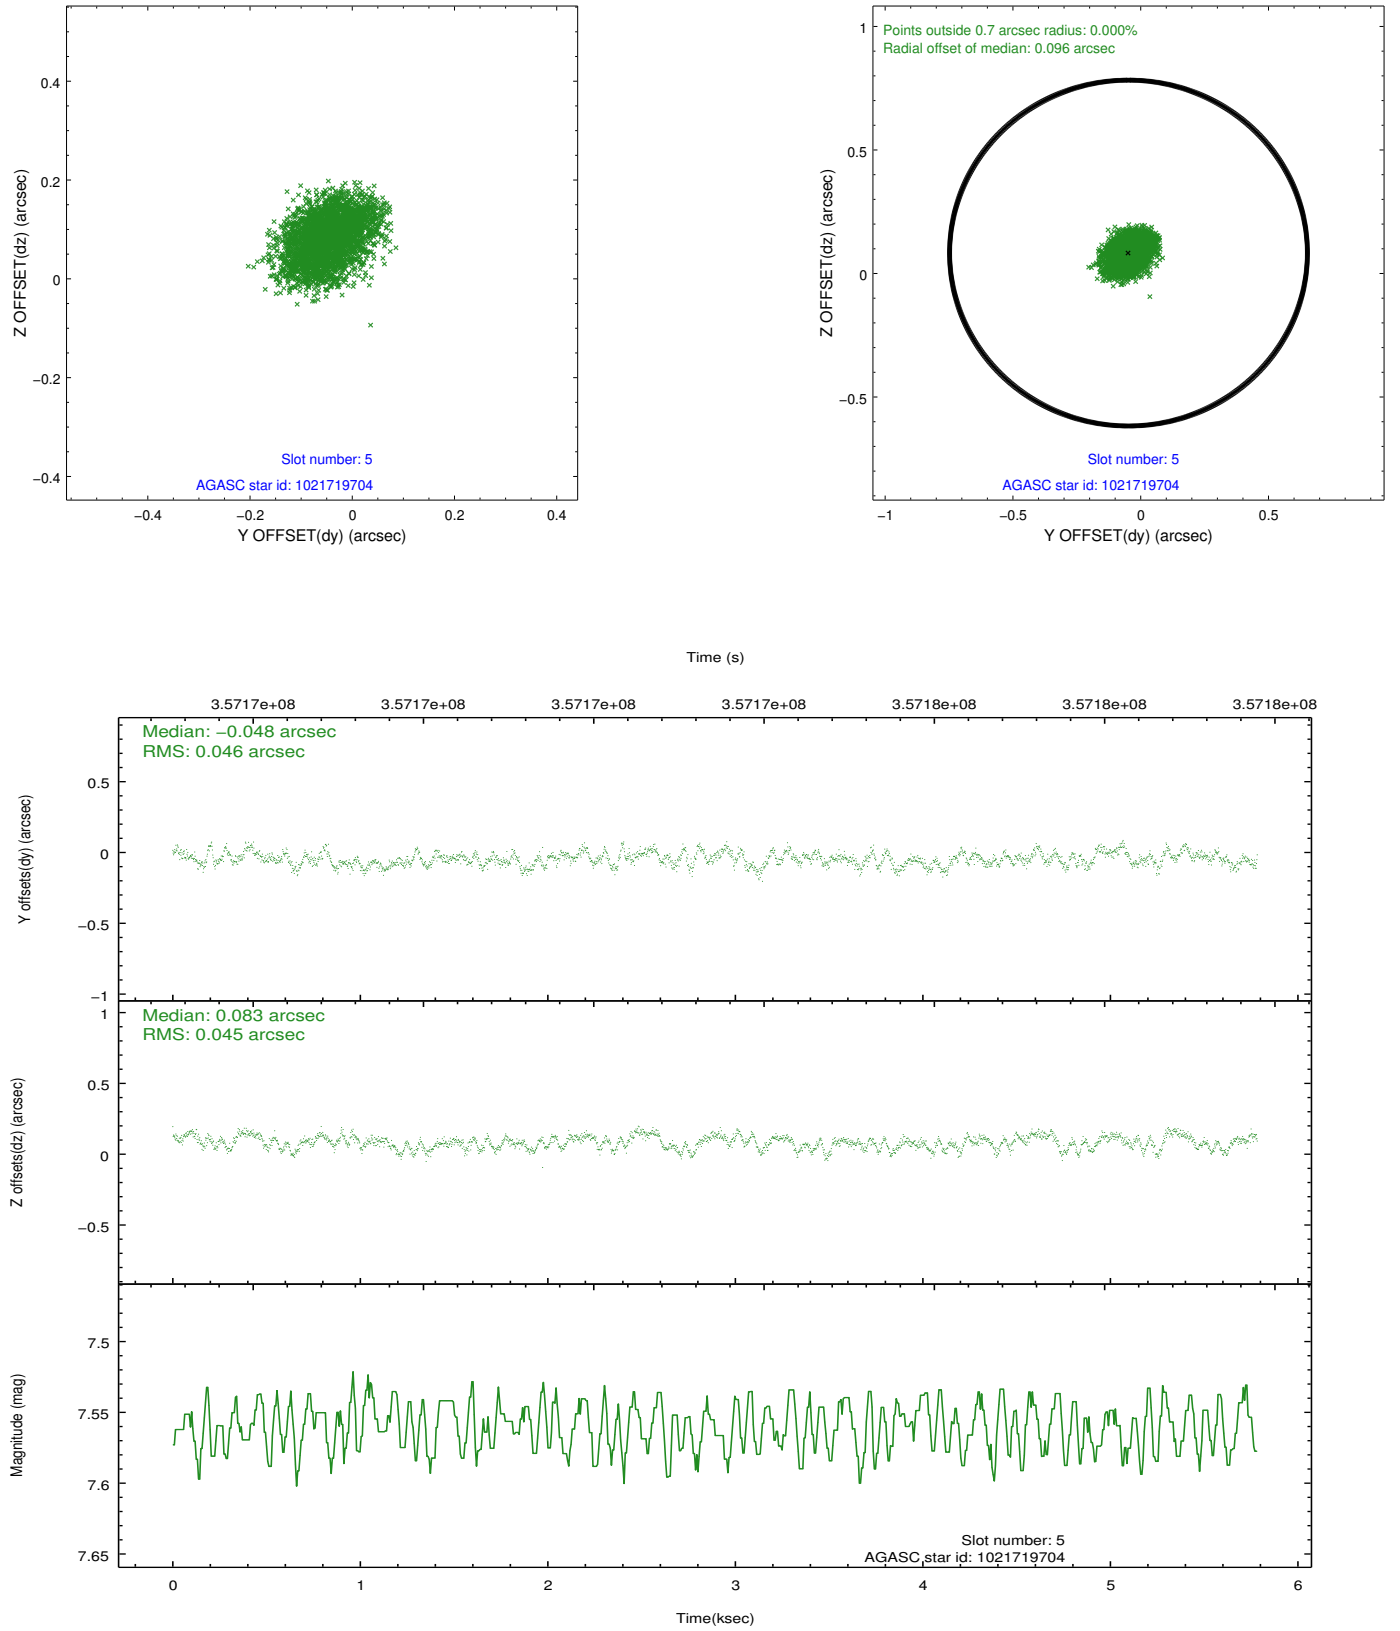 0.4
0.2
0
−0.2
−0.4
Z OFFSET(dz) (arcsec)
Slot number: 5
AGASC star id: 1021719704
−0.4 −0.2 0 0.2 0.4
Y OFFSET(dy) (arcsec)
Points outside 0.7 arcsec radius: 0.000%
Radial offset of median: 0.096 arcsec
1
0.5
0
−0.5
Z OFFSET(dz) (arcsec)
Slot number: 5
AGASC star id: 1021719704
−1 −0.5 0 0.5
Y OFFSET(dy) (arcsec)
Time (s)
3.5717e+08 3.5717e+08 3.5717e+08 3.5717e+08 3.5718e+08 3.5718e+08 3.5718e+08
Median: −0.048 arcsec
RMS: 0.046 arcsec
0.5
0
−0.5
−1
Y offsets(dy) (arcsec)
Median: 0.083 arcsec
RMS: 0.045 arcsec
1
0.5
0
−0.5
Z offsets(dz) (arcsec)
7.5
7.55
7.6
7.65
Magnitude (mag)
Slot number: 5
AGASC star id: 1021719704
0 1 2 3 4 5 6
Time(ksec)